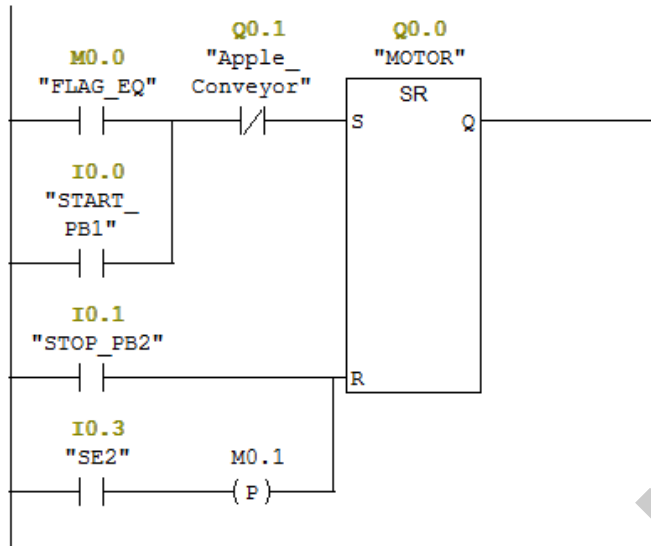 Q0.1
Q0.0
M0.0
"Apple_
"MOTOR"
"FLAG_EQ"
Conveyor"
SR
S
Q
I0.0
"START_
PB1"
I0.1
"STOP_PB2"
R
I0.3
"SE2"
M0.1
P